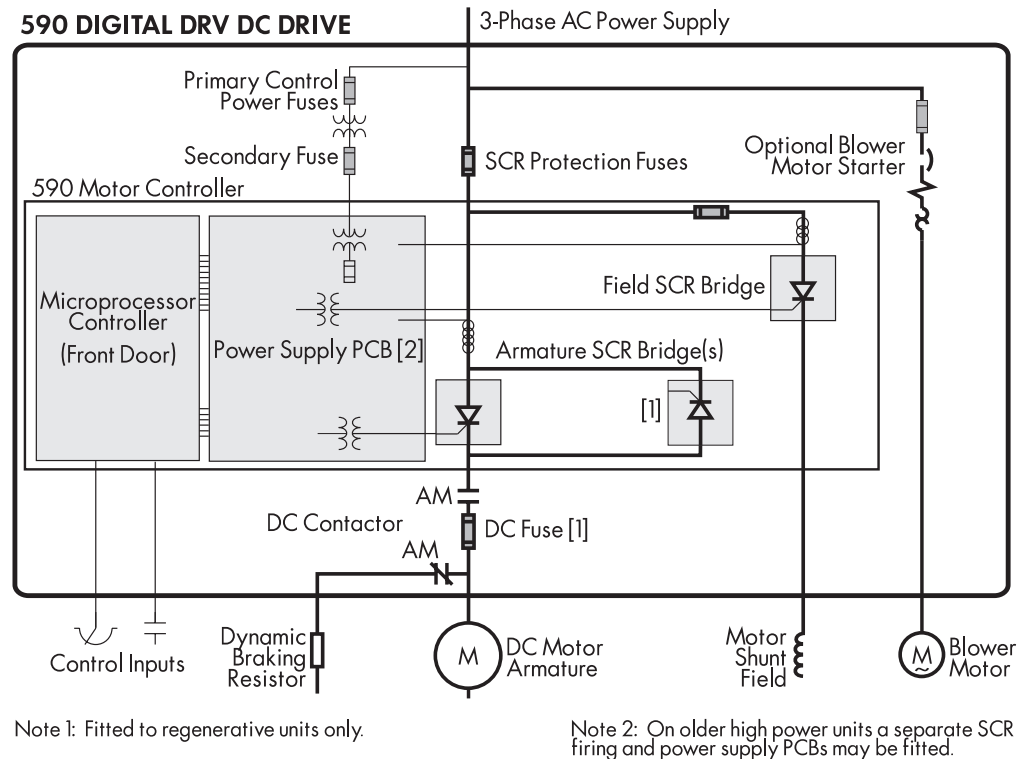 590 DIGITAL DRV DC DRIVE
3-Phase AC Power Supply
Primary Control
Power Fuses
Secondary Fuse
SCR Protection Fuses
Optional Blower
Motor Starter
590 Motor Controller
Microprocessor
Controller
(Front Door)
Power Supply PCB [2]
Field SCR Bridge
Armature SCR Bridge(s)
[1]
AM
DC Contactor
DC Fuse [1]
AM
Control Inputs
Dynamic
Braking
Resistor
M
DC Motor
Armature
Motor
Shunt
Field
M
Blower
Motor
Note 1: Fitted to regenerative units only.
Note 2: On older high power units a separate SCR
firing and power supply PCBs may be fitted.